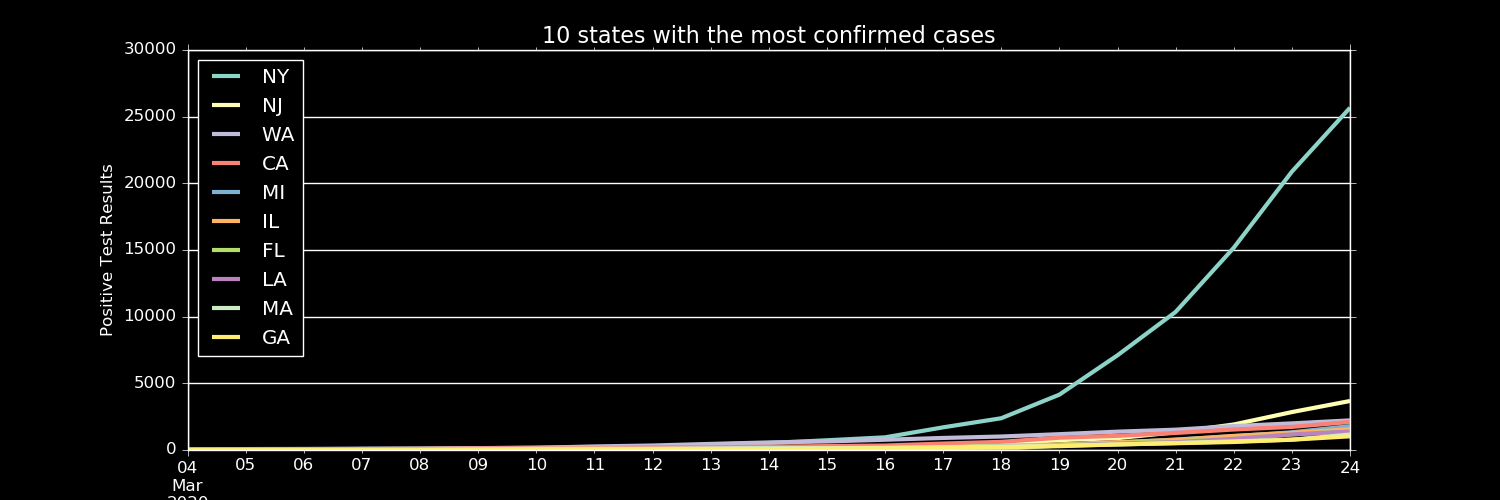 10 states with the most confirmed cases
Positive Test Results
30000
25000
20000
15000
10000
5000
0
NY
NJ
WA
CA
MI
IL
FL
LA
MA
GA
04 05 06 07 08 09 10 11 12 13 14 15 16 17 18 19 20 21 22 23 24
Mar
2020